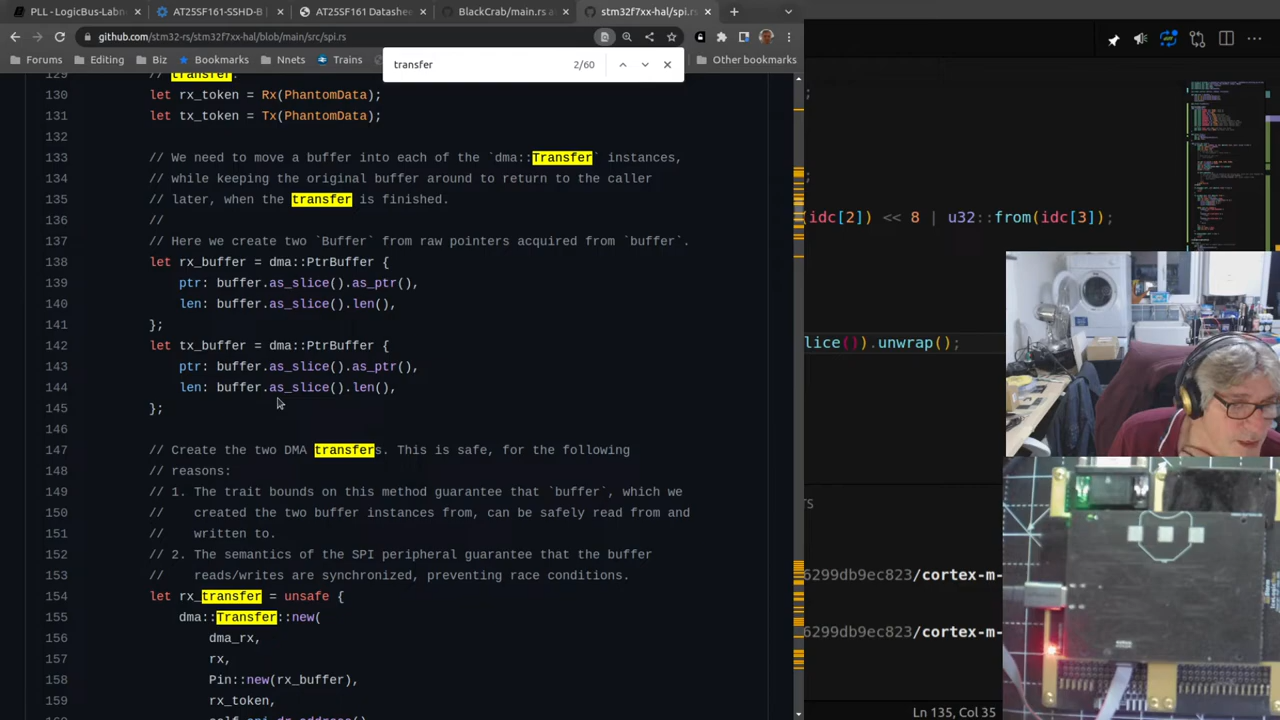 PLL - LogicBus-Labn
AT25SF161-SSHD-B
AT25SF161 Datashe
BlackCrab/main.rs a
stm32f7xx-hal/spi.rs
github.com/stm32-rs/stm32f7xx-hal/blob/main/src/spi.rs
Forums
Editing
Biz
Bookmarks
Nnets
Trains
Other bookmarks
transfer
2/60
129 // transfer.
130 let rx_token = Rx(PhantomData);
131 let tx_token = Tx(PhantomData);
132
133 // We need to move a buffer into each of the `dma::Transfer` instances,
134 // while keeping the original buffer around to return to the caller
135 // later, when the transfer is finished.
136 //
137 // Here we create two `Buffer` from raw pointers acquired from `buffer`.
138 let rx_buffer = dma::PtrBuffer {
139 ptr: buffer.as_slice().as_ptr(),
140 len: buffer.as_slice().len(),
141 };
142 let tx_buffer = dma::PtrBuffer {
143 ptr: buffer.as_slice().as_ptr(),
144 len: buffer.as_slice().len(),
145 };
146
147 // Create the two DMA transfers. This is safe, for the following
148 // reasons:
149 // 1. The trait bounds on this method guarantee that `buffer`, which we
150 // created the two buffer instances from, can be safely read from and
151 // written to.
152 // 2. The semantics of the SPI peripheral guarantee that the buffer
153 // reads/writes are synchronized, preventing race conditions.
154 let rx_transfer = unsafe {
155 dma::Transfer::new(
156 dma_rx,
157 rx,
158 Pin::new(rx_buffer),
159 rx_token,
;
;
(idc[2]) << 8 | u32::from(idc[3]);
lice()).unwrap();
rs
6299db9ec823/cortex-m-
6299db9ec823/cortex-m-
Ln 135, Col 35